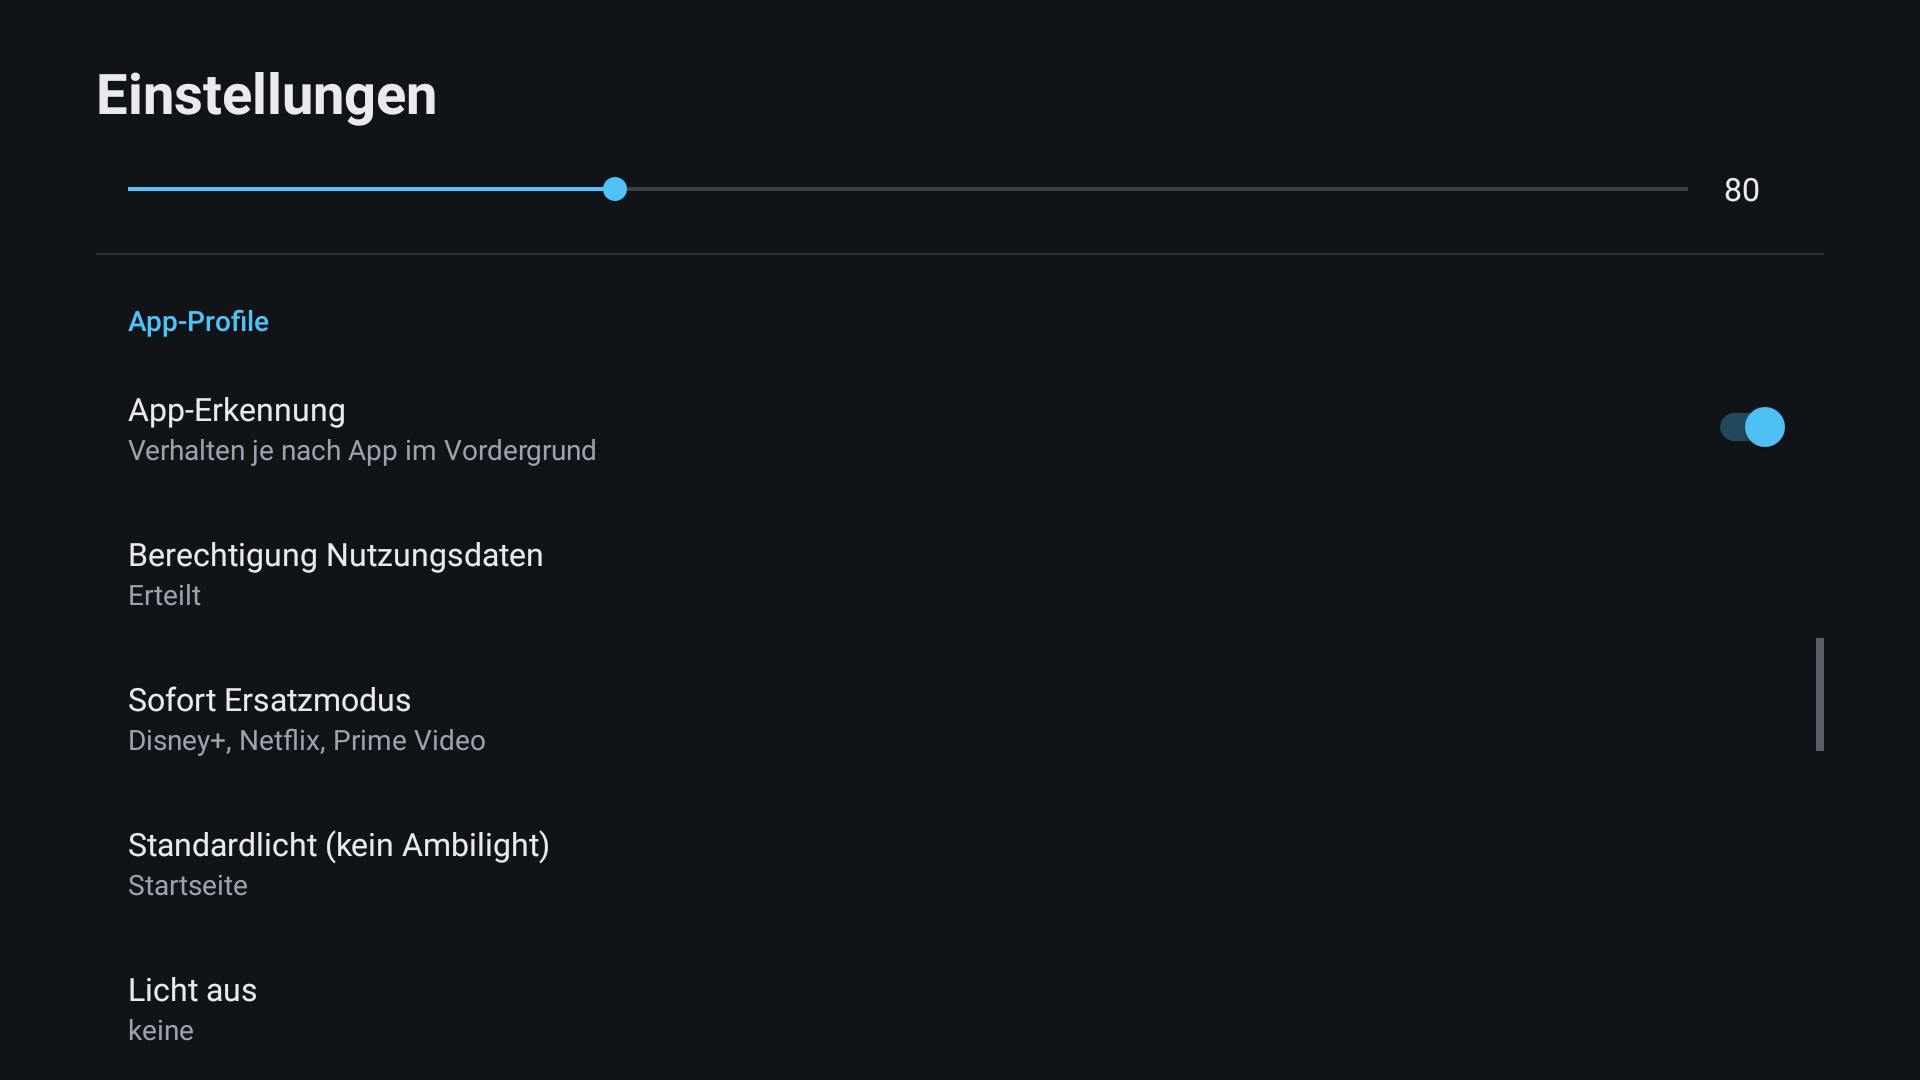 Einstellungen
80
App-Profile
App-Erkennung
Verhalten je nach App im Vordergrund
Berechtigung Nutzungsdaten
Erteilt
Sofort Ersatzmodus
Disney+, Netflix, Prime Video
Standardlicht (kein Ambilight)
Startseite
Licht aus
keine